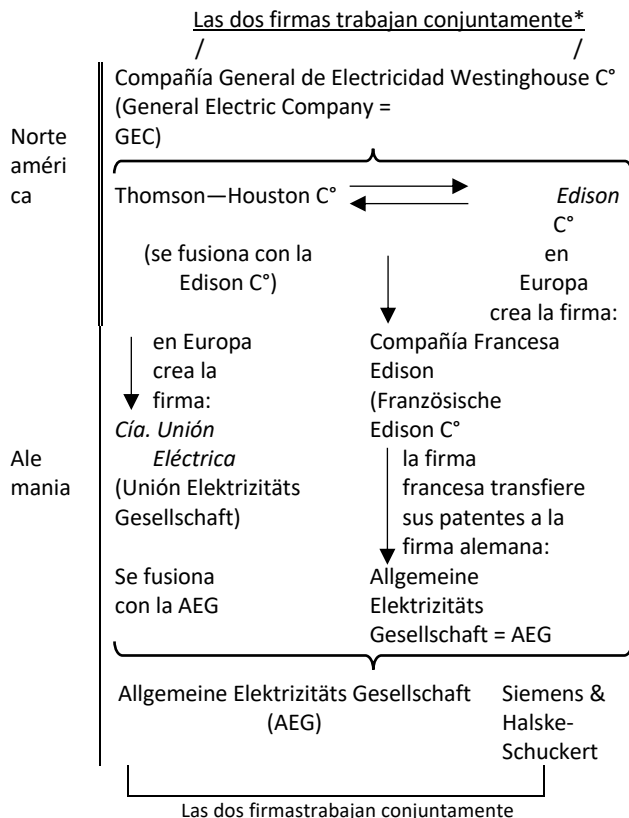 Las dos firmas trabajan conjuntamente*
/ /
Compañía General de Electricidad Westinghouse C°
(General Electric Company =
GEC)
Norte
améri
ca
Thomson—Houston C°
(se fusiona con la
Edison C°)
Edison
C°
en
Europa
crea la firma:
en Europa
crea la
firma:
Cía. Unión
Eléctrica
(Unión Elektrizitäts
Gesellschaft)
Compañía Francesa
Edison
(Französische
Edison C°
Ale
mania
la firma
francesa transfiere
sus patentes a la
firma alemana:
Se fusiona
con la AEG
Allgemeine
Elektrizitäts
Gesellschaft = AEG
Allgemeine Elektrizitäts Gesellschaft
(AEG)
Siemens &
Halske-
Schuckert
Las dos firmastrabajan conjuntamente